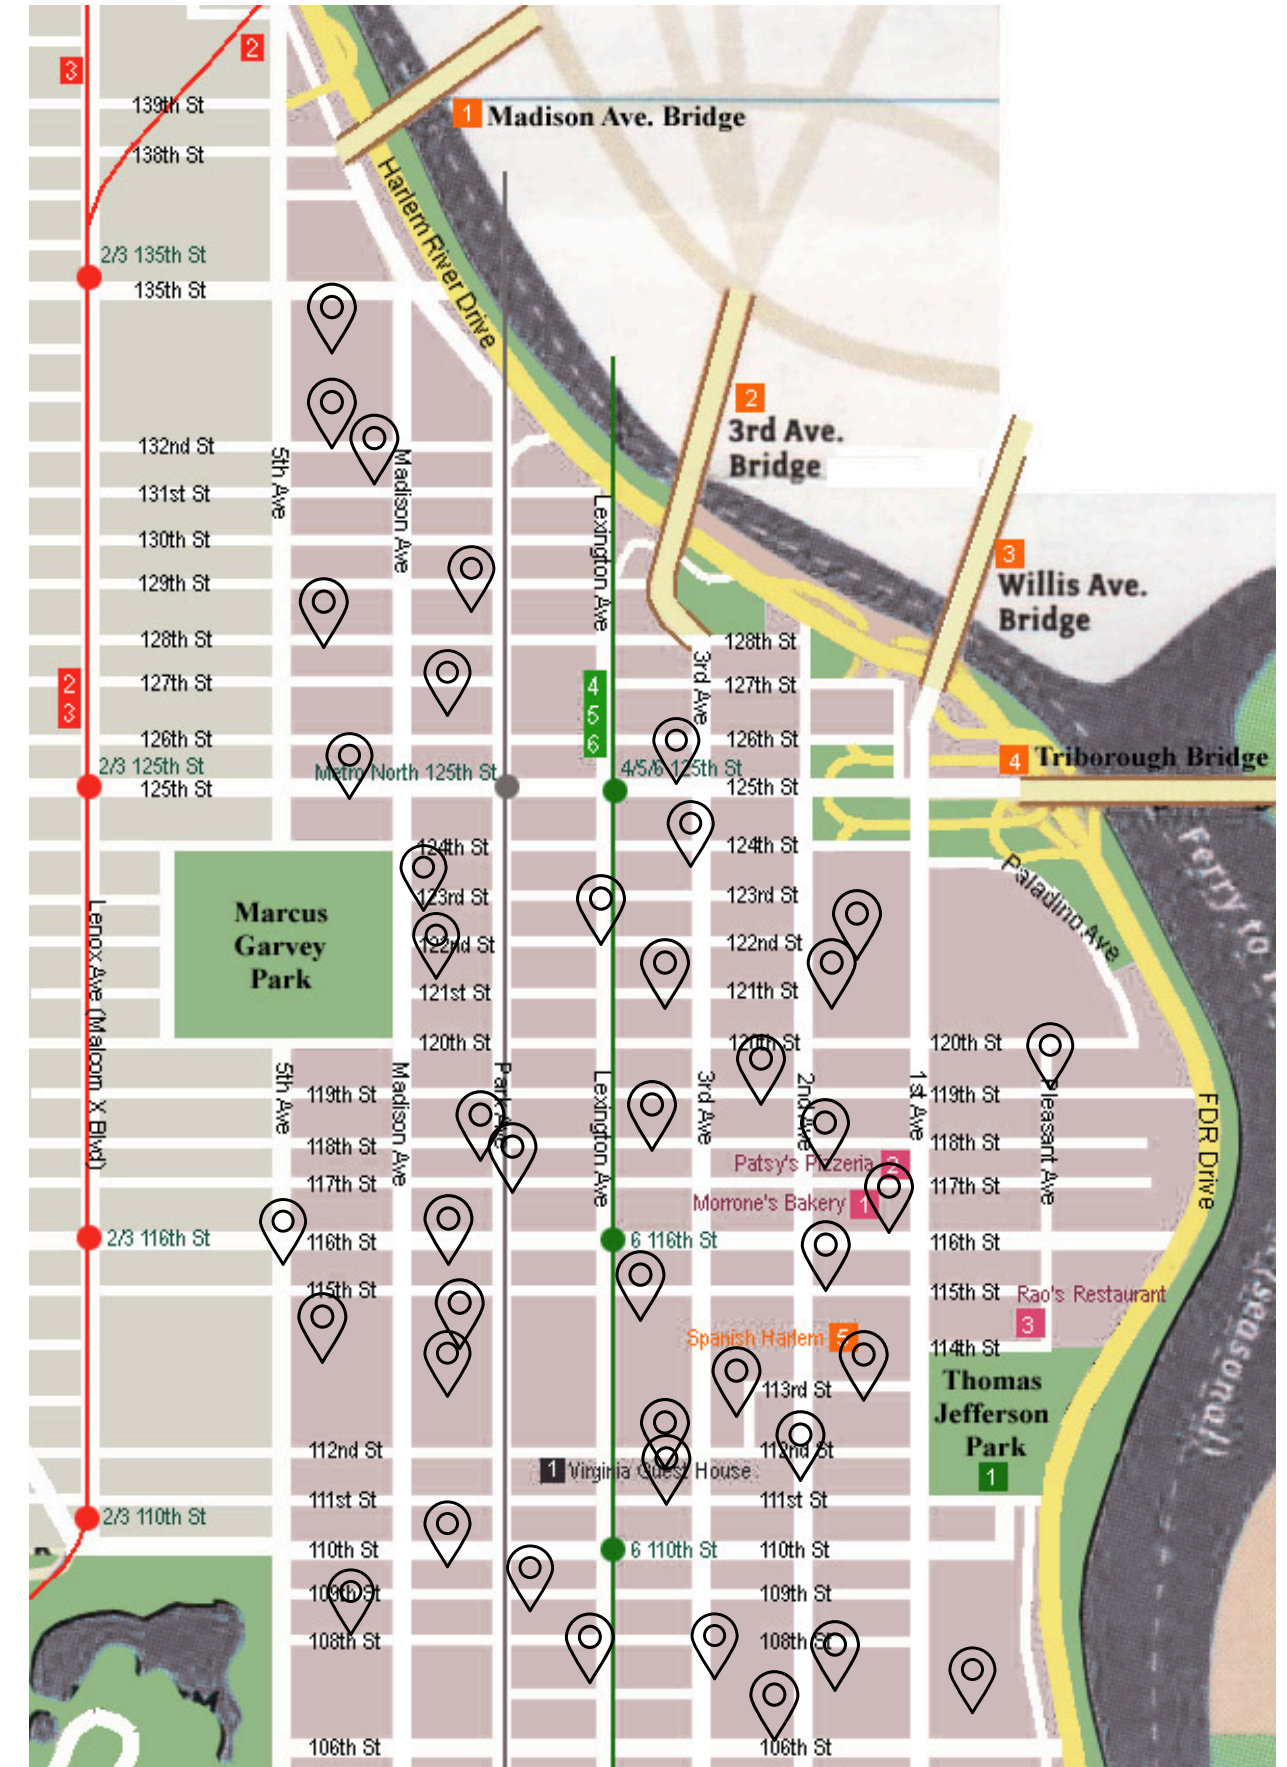 2
3
139th St
1 Madison Ave. Bridge
138th St
Harlem River Drive
2/3 135th St
135th St
2
3rd Ave.
Bridge
132nd St
5th Ave
Madison Ave
131st St
Lexington Ave
130th St
129th St
3
Willis Ave.
Bridge
128th St
128th St
3rd Ave
127th St
127th St
2
3
4
5
6
126th St
126th St
2/3 125th St
Metro North 125th St
4/5/6 125th St
4 Triborough Bridge
125th St
125th St
124th St
124th St
Paladino Ave
Ferry to
123rd St
123rd St
Marcus
Garvey
Park
Lenox Ave (Malcom X Blvd)
122nd St
122nd St
121st St
121th St
120th St
120th St
120th St
5th Ave
Madison Ave
Park Ave
Lexington Ave
3rd Ave
2nd Ave
1st Ave
Pleasant Ave
FDR Drive
119th St
119th St
118th St
118th St
Patsy's Pizzeria 2
117th St
117th St
Morrone's Bakery 1
2/3 116th St
116th St
6 116th St
116th St
115th St
115th St
Rao's Restaurant
3
(seasonal)
Spanish Harlem 5
114th St
113rd St
Thomas
Jefferson
Park
1
112nd St
112nd St
1 Virginia Guest House
111st St
111st St
2/3 110th St
110th St
6 110th St
110th St
109th St
109th St
108th St
108th St
106th St
106th St